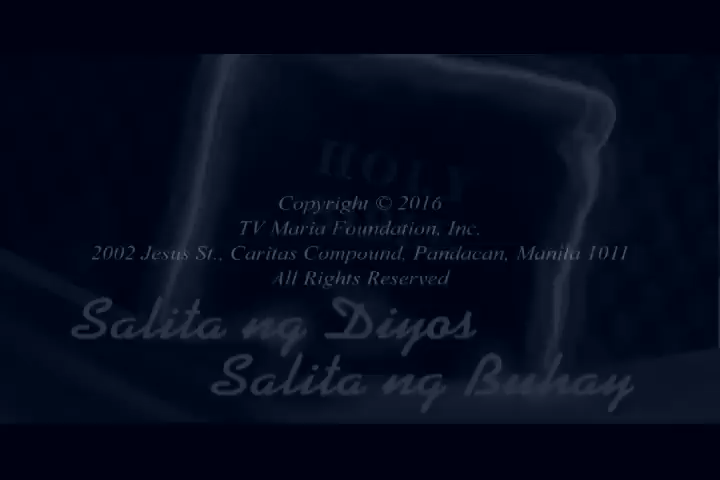 HOLY
Copyright © 2016
TV Maria Foundation, Inc.
2002 Jesus St., Caritas Compound, Pandacan, Manila 1011
All Rights Reserved
Salita ng Diyos
Salita ng Buhay